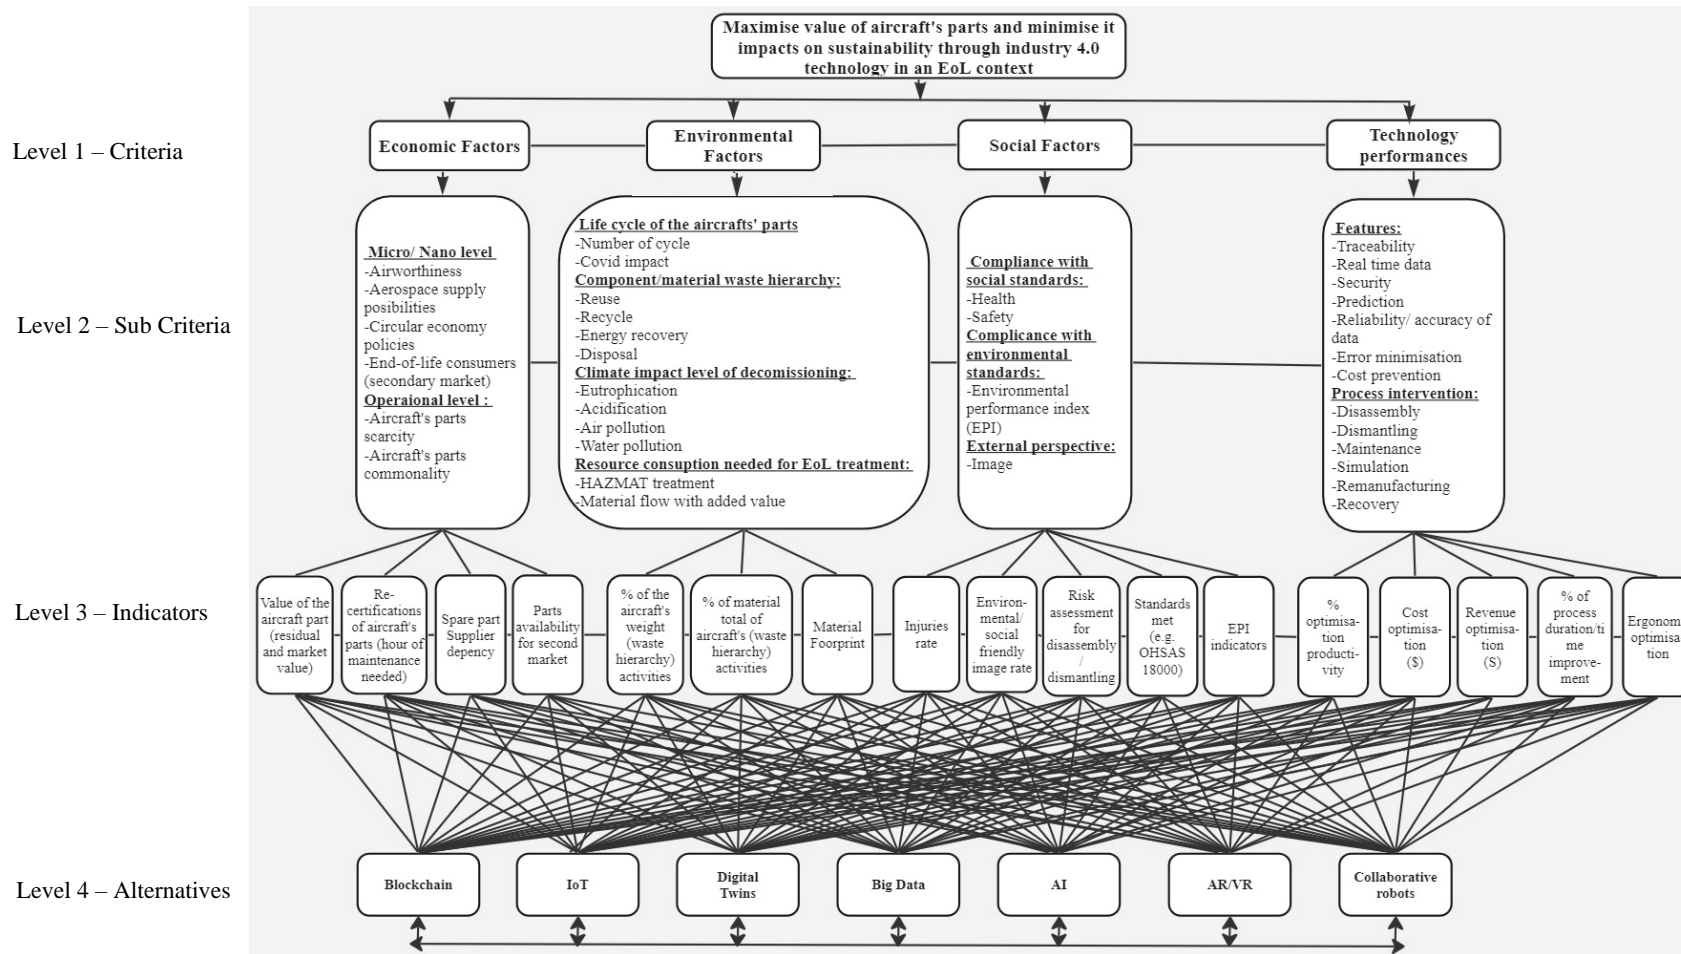 Maximise value of aircraft's parts and minimise it
impacts on sustainability through industry 4.0
technology in an EoL context
Level 1 – Criteria
Economic Factors
Environmental
Factors
Social Factors
Technology
performances
Level 2 – Sub Criteria
Micro/ Nano level
-Airworthiness
-Aerospace supply
posibilities
-Circular economy
policies
-End-of-life consumers
(secondary market)
Operaional level :
-Aircraft's parts
scarcity
-Aircraft's parts
commonality
Life cycle of the aircrafts' parts
-Number of cycle
-Covid impact
Component/material waste hierarchy:
-Reuse
-Recycle
-Energy recovery
-Disposal
Climate impact level of decomissioning:
-Eutrophication
-Acidification
-Air pollution
-Water pollution
Resource consuption needed for EoL treatment:
-HAZMAT treatment
-Material flow with added value
Compliance with
social standards:
-Health
-Safety
Complicance with
environmental
standards:
-Environmental
performance index
(EPI)
External perspective:
-Image
Features:
-Traceability
-Real time data
-Security
-Prediction
-Reliability/ accuracy of
data
-Error minimisation
-Cost prevention
Process intervention:
-Disassembly
-Dismantling
-Maintenance
-Simulation
-Remanufacturing
-Recovery
Level 3 – Indicators
Value of the
aircraft part
(residual
and market
value)
Re-
certifications
of aircraft's
parts (hour of
maintenance
needed)
Spare part
Supplier
depency
Parts
availability
for second
market
% of the
aircraft's
weight
(waste
hierarchy)
activities
% of material
total of
aircraft's (waste
hierarchy)
activities
Material
Foorprint
Injuries
rate
Environ-
mental/
social
friendly
image rate
Risk
assessment
for
disassembly
/
dismantling
Standards
met
(e.g.
OHSAS
18000)
EPI
indicators
%
optimisa-
tion
producti-
vity
Cost
optimisa-
tion
($)
Revenue
optimisa-
tion
(S)
% of
process
duration/ti
me
improve-
ment
Ergonom
optimisa-
tion
Level 4 – Alternatives
Blockchain
IoT
Digital
Twins
Big Data
AI
AR/VR
Collaborative
robots